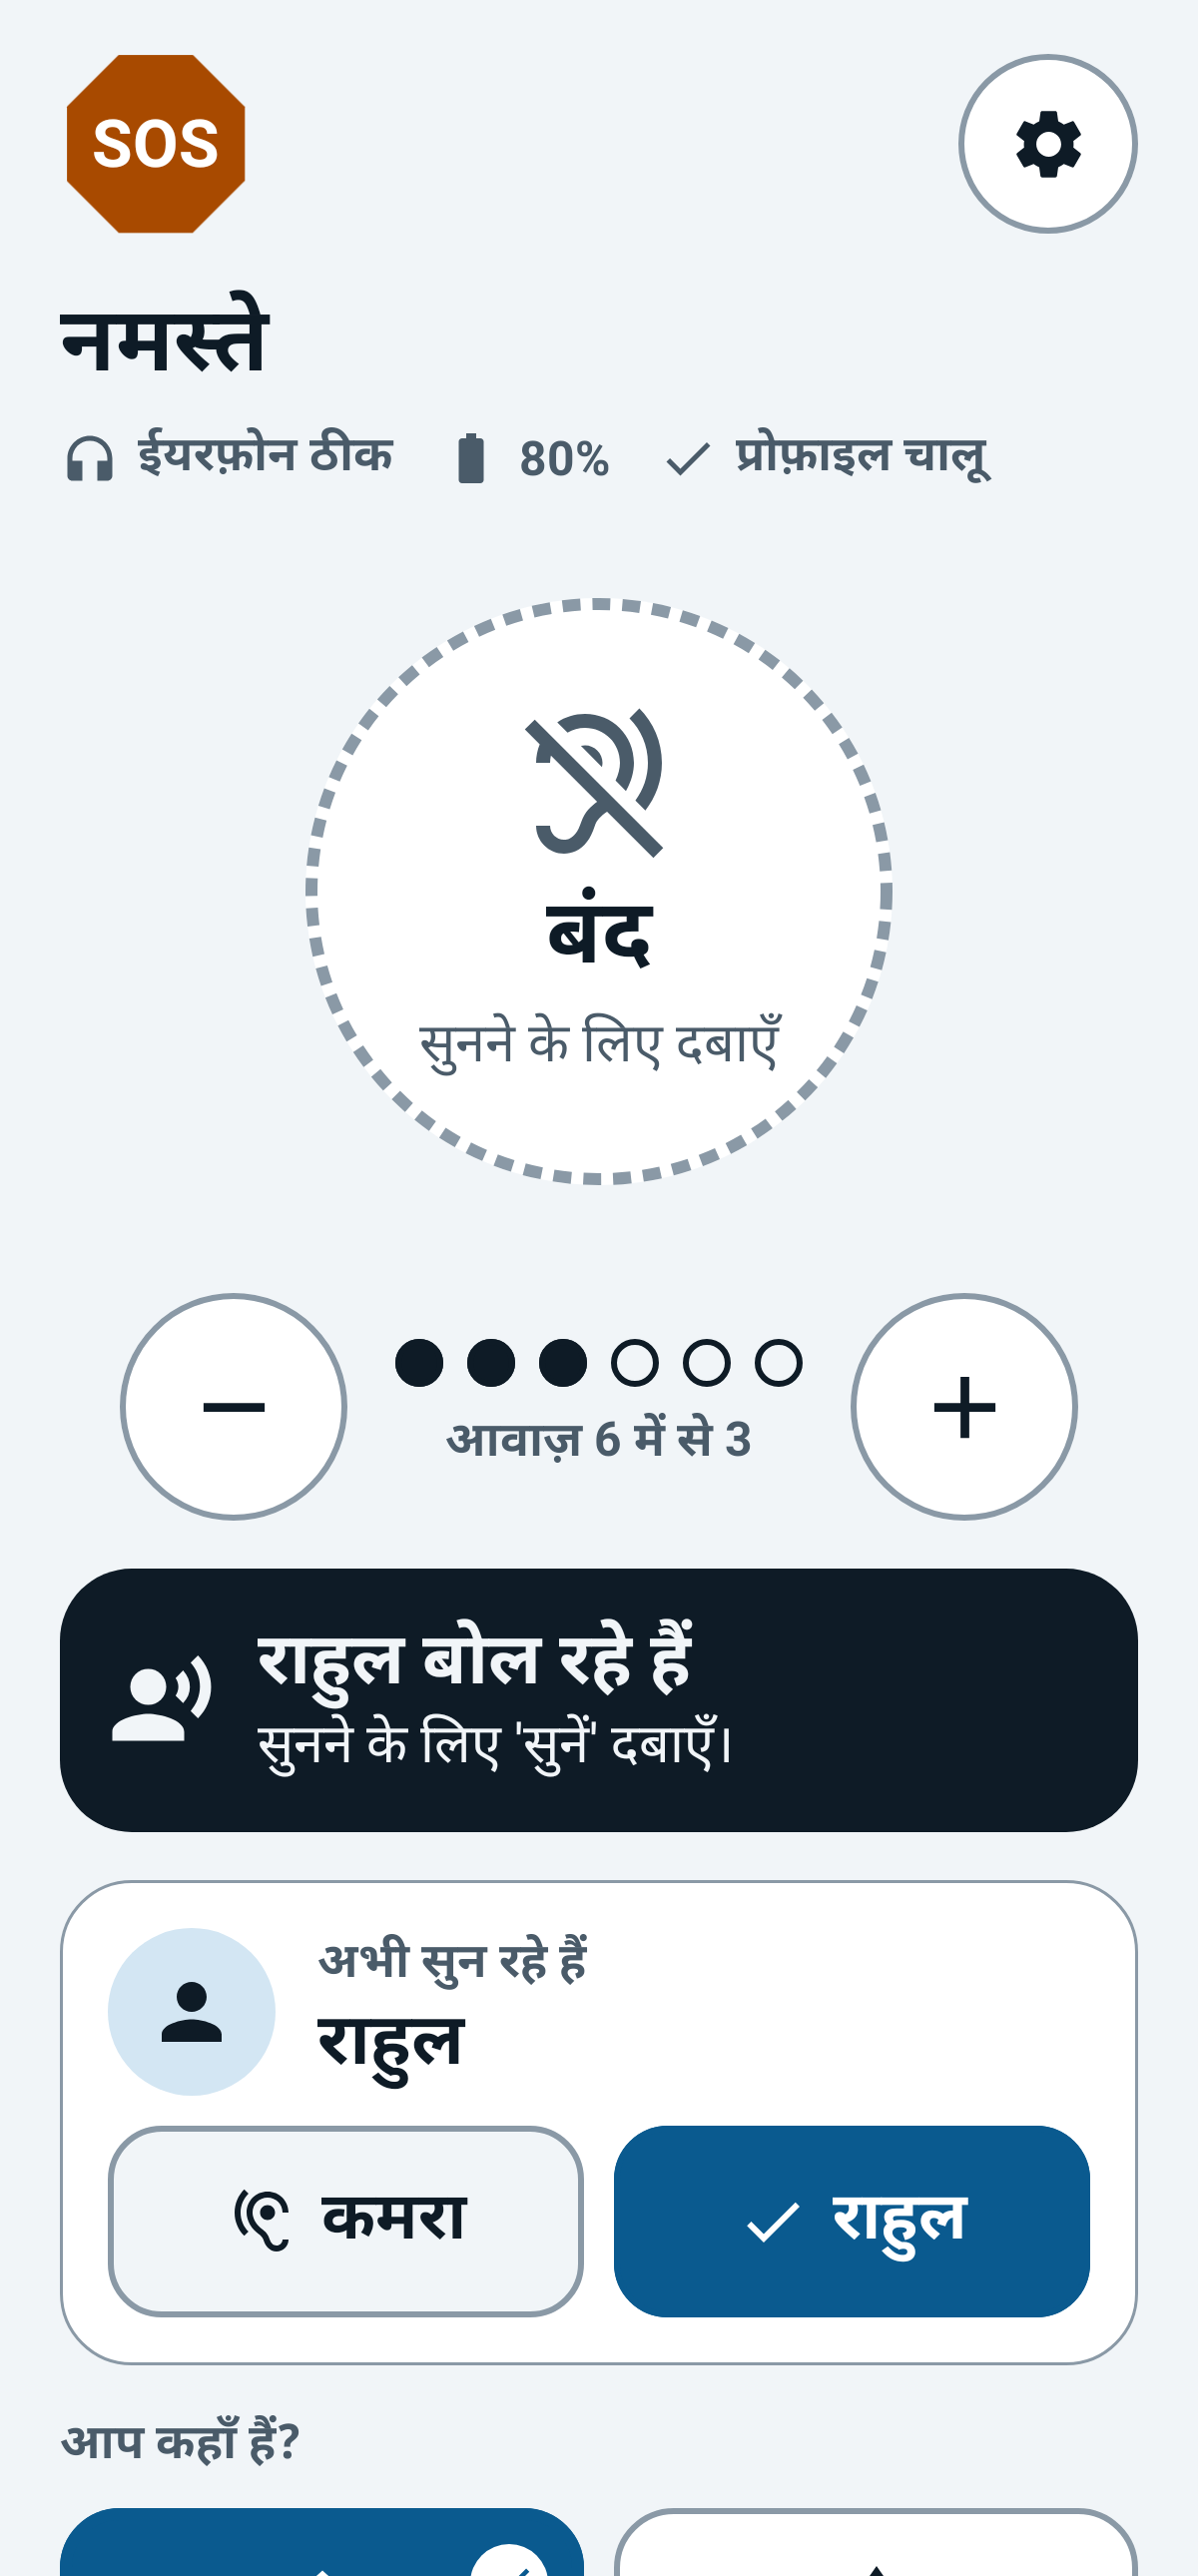 SOS
नमस्ते
ईयरफ़ोन ठीक 80% प्रोफ़ाइल चालू
बंद
सुनने के लिए दबाएँ
आवाज़ 6 में से 3
राहुल बोल रहे हैं
सुनने के लिए 'सुनें' दबाएँ।
अभी सुन रहे हैं
राहुल
कमरा राहुल
आप कहाँ हैं?